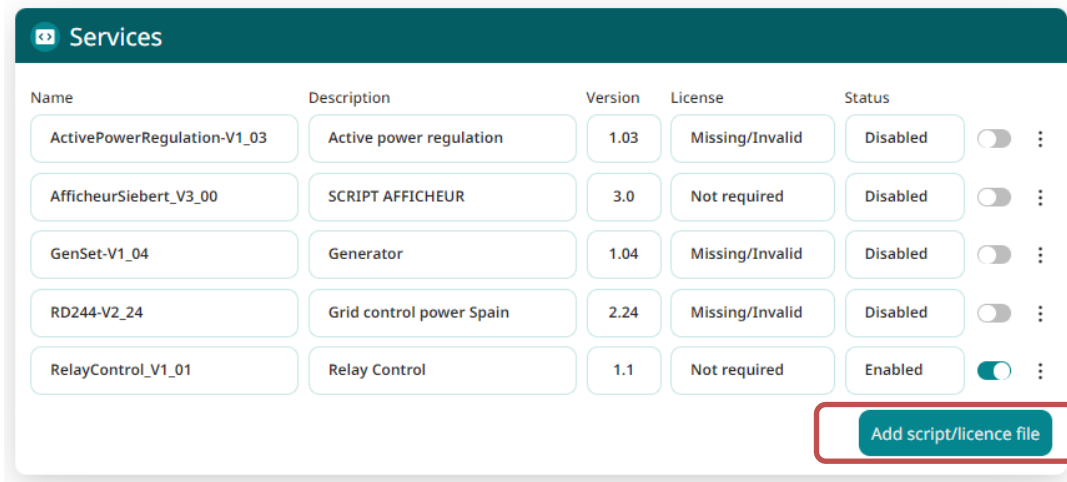 Services
Name Description Version License Status
ActivePowerRegulation-V1_03 Active power regulation 1.03 Missing/Invalid Disabled
AfficheurSiebert_V3_00 SCRIPT AFFICHEUR 3.0 Not required Disabled
GenSet-V1_04 Generator 1.04 Missing/Invalid Disabled
RD244-V2_24 Grid control power Spain 2.24 Missing/Invalid Disabled
RelayControl_V1_01 Relay Control 1.1 Not required Enabled
Add script/licence file